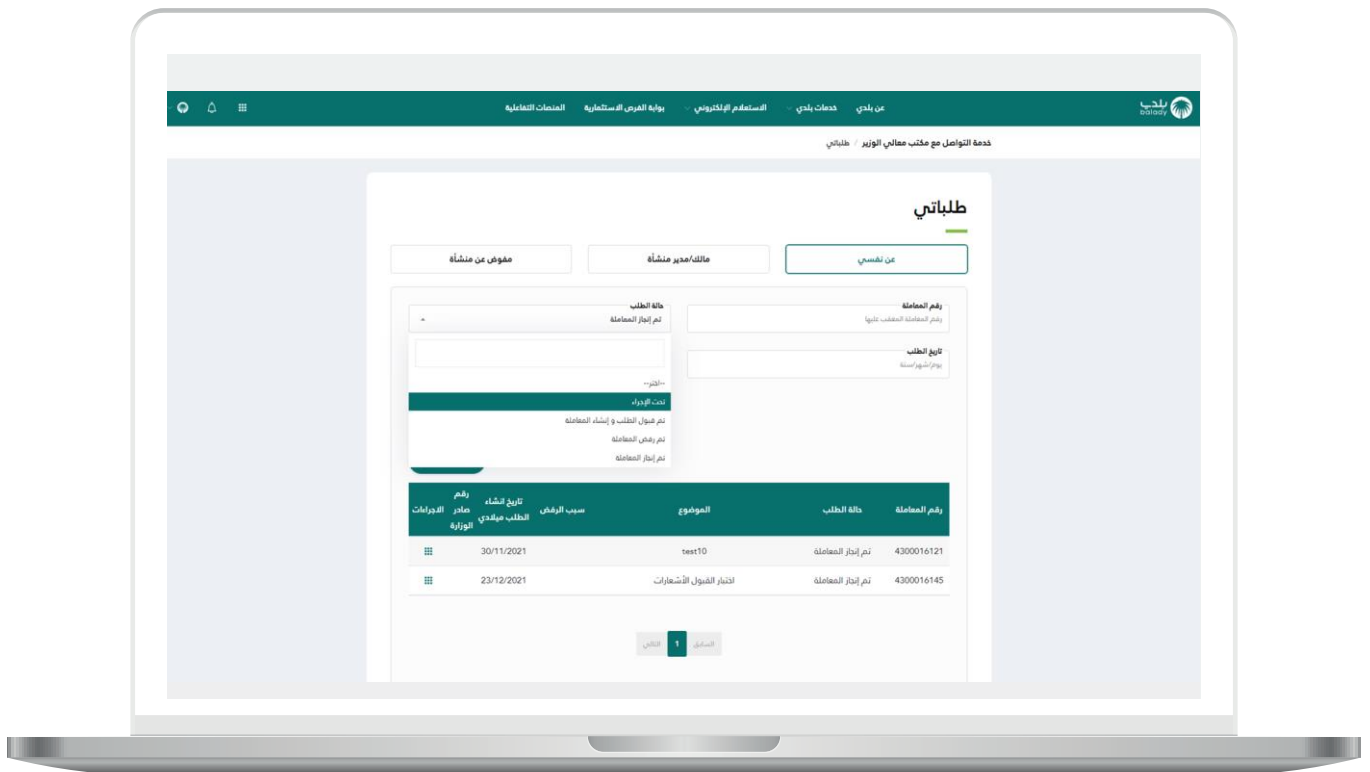 بلدي
balady
عن بلدي
خدمات بلدي
الاستعلام الإلكتروني
بوابة الفرص الاستثمارية
المنصات التفاعلية
خدمة التواصل مع مكتب معالي الوزير / طلباتي
طلباتي
عن نفسي
مالك/مدير منشأة
مفوض عن منشأة
رقم المعاملة
رقم المعاملة المعقب عليها
حالة الطلب
تم إنجاز المعاملة
تاريخ الطلب
يوم/شهر/سنة
--اختر--
تحت الإجراء
تم قبول الطلب و إنشاء المعاملة
تم رفض المعاملة
تم إنجاز المعاملة
رقم المعاملة
حالة الطلب
الموضوع
سبب الرفض
تاريخ انشاء الطلب ميلادي
رقم صادر الوزارة
الاجراءات
4300016121 تم إنجاز المعاملة test10 30/11/2021
4300016145 تم إنجاز المعاملة اختبار القبول الأشعارات 23/12/2021
السابق 1 التالي